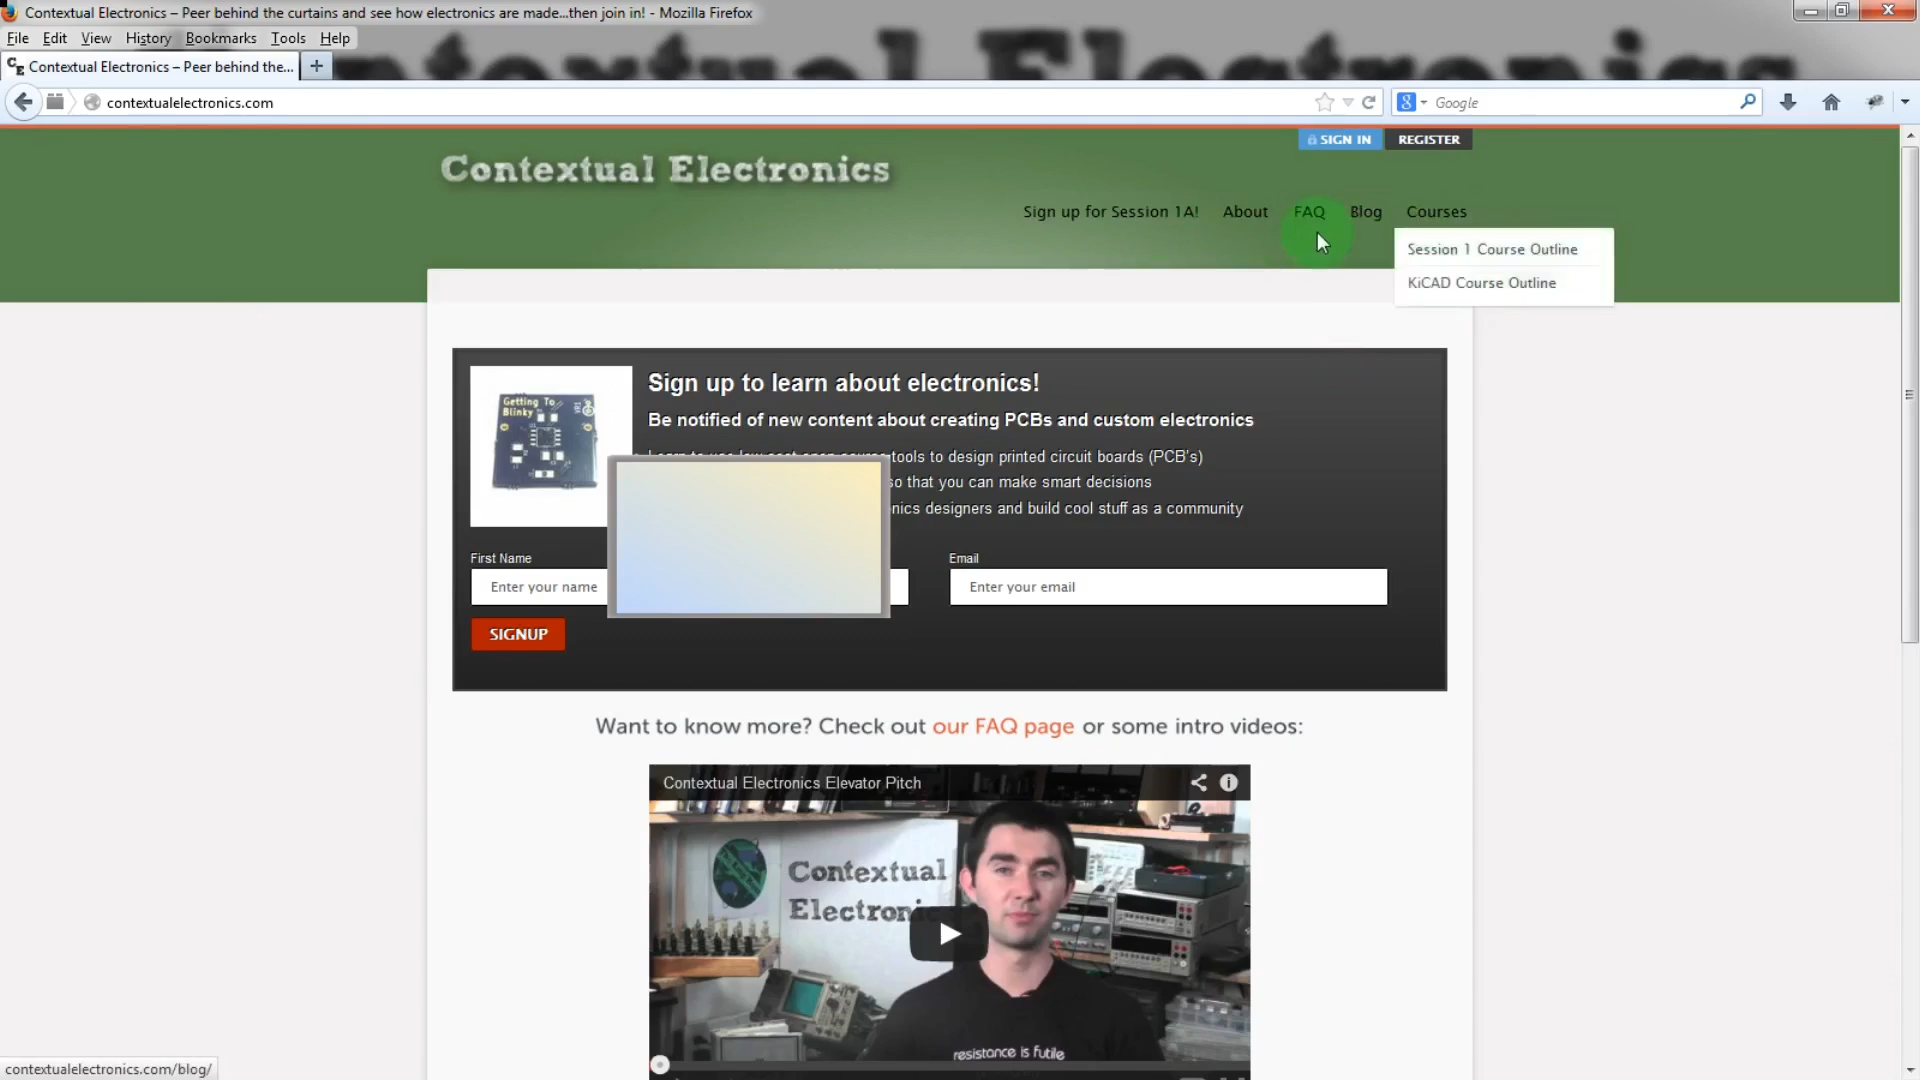 Contextual Electronics – Peer behind the curtains and see how electronics are made...then join in! - Mozilla Firefox
File Edit View History Bookmarks Tools Help
Contextual Electronics – Peer behind the...
contextualelectronics.com
Google
SIGN IN REGISTER
Contextual Electronics
Sign up for Session 1A! About FAQ Blog Courses
Session 1 Course Outline
KiCAD Course Outline
Getting To
Blinky
Sign up to learn about electronics!
Be notified of new content about creating PCBs and custom electronics
tools to design printed circuit boards (PCB's)
so that you can make smart decisions
designers and build cool stuff as a community
First Name Email
Enter your name Enter your email
SIGNUP
Want to know more? Check out our FAQ page or some intro videos:
Contextual Electronics Elevator Pitch
Contextual
resistance is futile
contextualelectronics.com/blog/